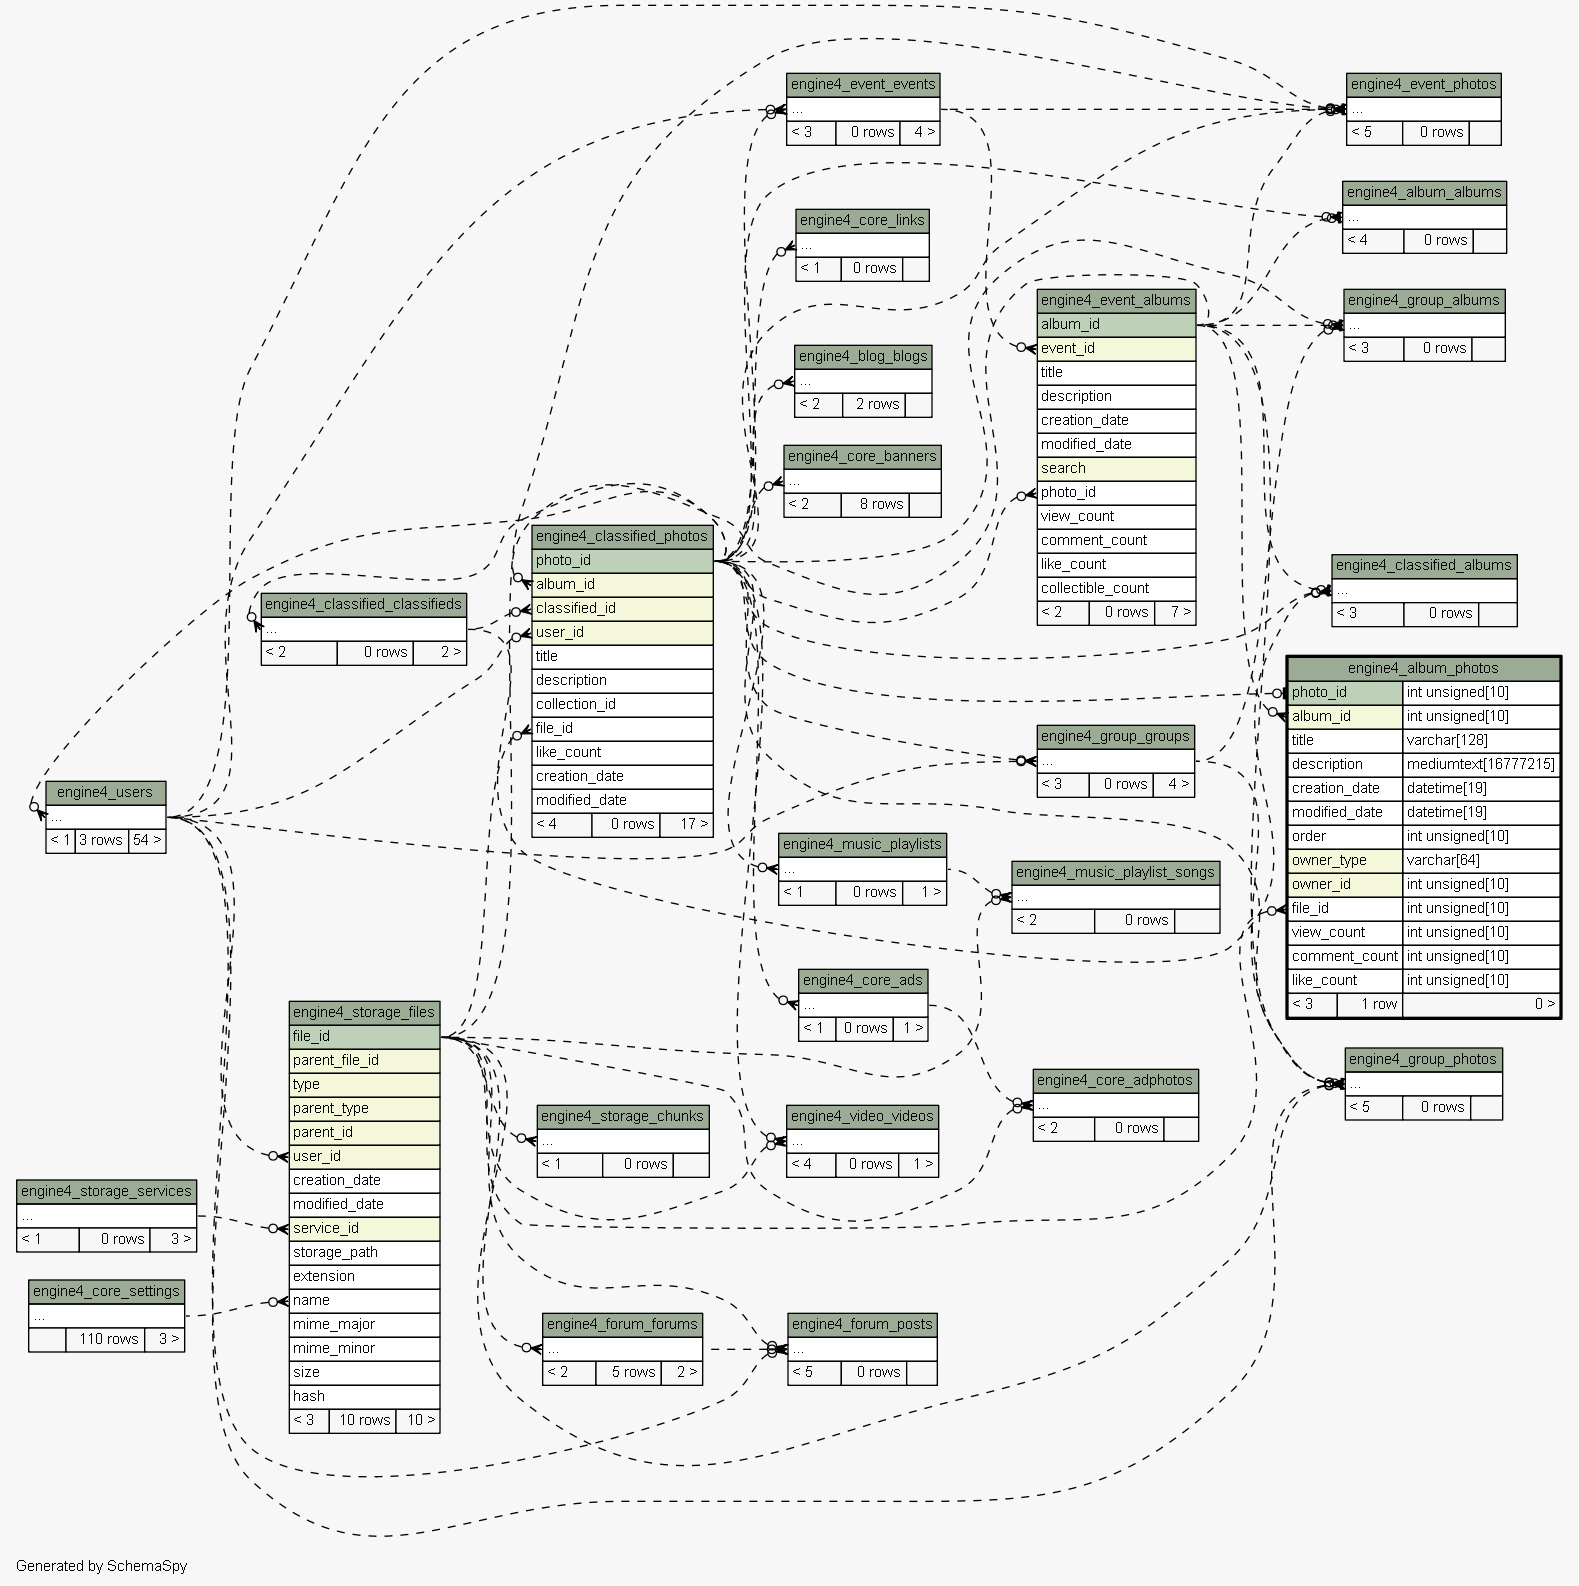 engine4_event_events
...
< 3 0 rows 4 >
engine4_event_photos
...
< 5 0 rows
engine4_album_albums
...
< 4 0 rows
engine4_core_links
...
< 1 0 rows
engine4_event_albums
album_id
event_id
title
description
creation_date
modified_date
search
photo_id
view_count
comment_count
like_count
collectible_count
< 2 0 rows 7 >
engine4_group_albums
...
< 3 0 rows
engine4_blog_blogs
...
< 2 2 rows
engine4_core_banners
...
< 2 8 rows
engine4_classified_photos
photo_id
album_id
classified_id
user_id
title
description
collection_id
file_id
like_count
creation_date
modified_date
< 4 0 rows 17 >
engine4_classified_albums
...
< 3 0 rows
engine4_classified_classifieds
...
< 2 0 rows 2 >
engine4_album_photos
photo_id int unsigned[10]
album_id int unsigned[10]
title varchar[128]
description mediumtext[16777215]
creation_date datetime[19]
modified_date datetime[19]
order int unsigned[10]
owner_type varchar[64]
owner_id int unsigned[10]
file_id int unsigned[10]
view_count int unsigned[10]
comment_count int unsigned[10]
like_count int unsigned[10]
< 3 1 row 0 >
engine4_group_groups
...
< 3 0 rows 4 >
engine4_users
...
< 1 3 rows 54 >
engine4_music_playlists
...
< 1 0 rows 1 >
engine4_music_playlist_songs
...
< 2 0 rows
engine4_core_ads
...
< 1 0 rows 1 >
engine4_storage_files
file_id
parent_file_id
type
parent_type
parent_id
user_id
creation_date
modified_date
service_id
storage_path
extension
name
mime_major
mime_minor
size
hash
< 3 10 rows 10 >
engine4_group_photos
...
< 5 0 rows
engine4_core_adphotos
...
< 2 0 rows
engine4_storage_chunks
...
< 1 0 rows
engine4_video_videos
...
< 4 0 rows 1 >
engine4_storage_services
...
< 1 0 rows 3 >
engine4_core_settings
...
110 rows 3 >
engine4_forum_forums
...
< 2 5 rows 2 >
engine4_forum_posts
...
< 5 0 rows
Generated by SchemaSpy